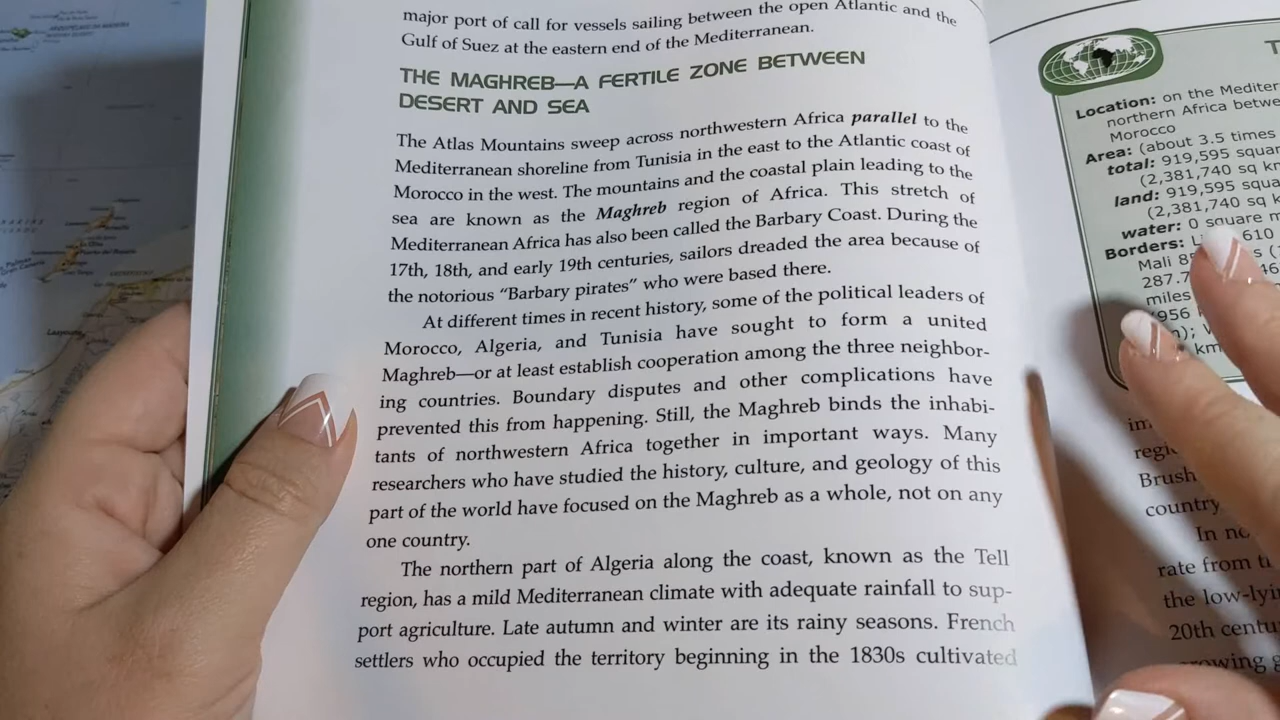 major port of call for vessels sailing between the open Atlantic and the
Gulf of Suez at the eastern end of the Mediterranean.
THE MAGHREB—A FERTILE ZONE BETWEEN
DESERT AND SEA
The Atlas Mountains sweep across northwestern Africa parallel to the
Mediterranean shoreline from Tunisia in the east to the Atlantic coast of
Morocco in the west. The mountains and the coastal plain leading to the
sea are known as the Maghreb region of Africa. This stretch of
Mediterranean Africa has also been called the Barbary Coast. During the
17th, 18th, and early 19th centuries, sailors dreaded the area because of
the notorious “Barbary pirates” who were based there.
At different times in recent history, some of the political leaders of
Morocco, Algeria, and Tunisia have sought to form a united
Maghreb—or at least establish cooperation among the three neighbor-
ing countries. Boundary disputes and other complications have
prevented this from happening. Still, the Maghreb binds the inhabi-
tants of northwestern Africa together in important ways. Many
researchers who have studied the history, culture, and geology of this
part of the world have focused on the Maghreb as a whole, not on any
one country.
The northern part of Algeria along the coast, known as the Tell
region, has a mild Mediterranean climate with adequate rainfall to sup-
port agriculture. Late autumn and winter are its rainy seasons. French
settlers who occupied the territory beginning in the 1830s cultivated
Location: on the Mediter
northern Africa betwe
Morocco
Area: (about 3.5 times
total: 919,595 squar
(2,381,740 sq k
land: 919,595 squa
(2,381,740 sq k
water: 0 square m
Borders: 610
Mali
287.7
miles
956
km
regi
Brush
country
In no
rate from t
the low-lyi
20th centu